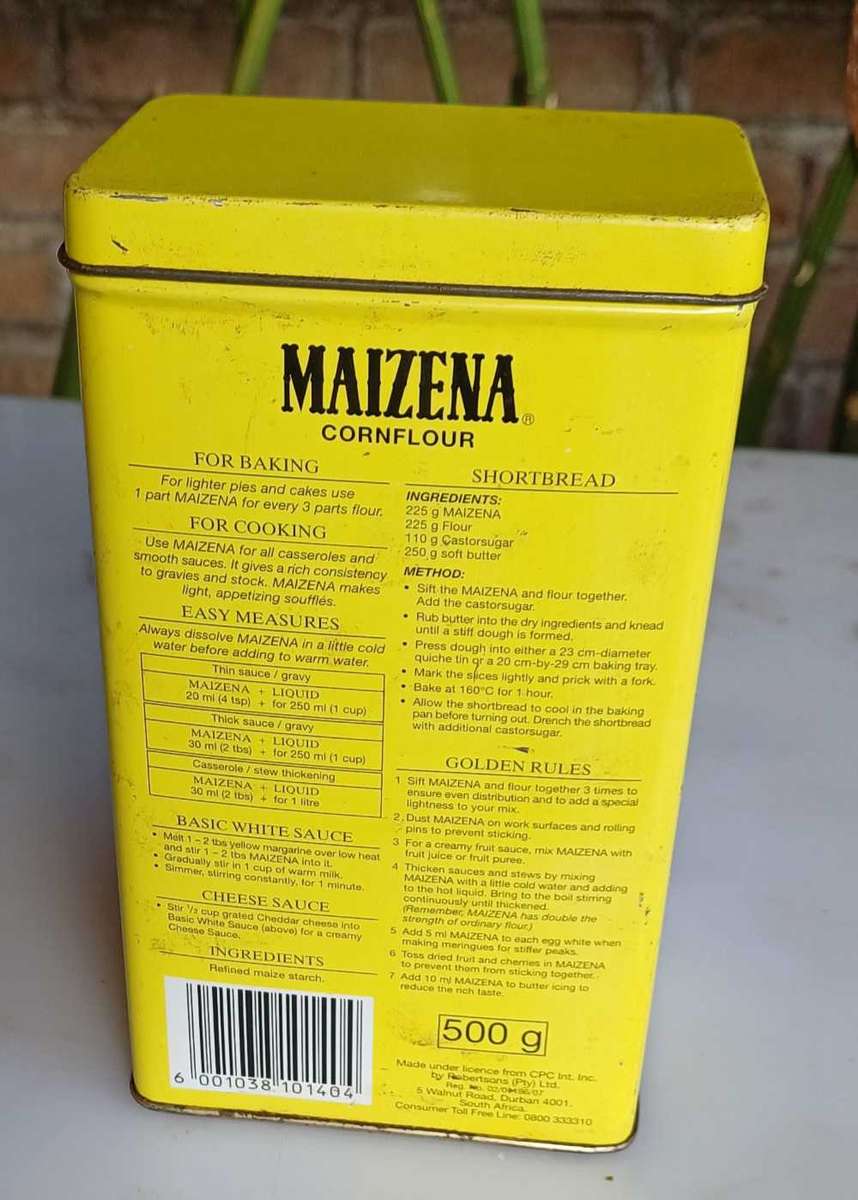 MAIZENA®
CORNFLOUR
FOR BAKING
For lighter pies and cakes use
1 part MAIZENA for every 3 parts flour.
FOR COOKING
Use MAIZENA for all casseroles and
smooth sauces. It gives a rich consistency
to gravies and stock. MAIZENA makes
light, appetizing soufflés.
EASY MEASURES
Always dissolve MAIZENA in a little cold
water before adding to warm water.
Thin sauce / gravy
MAIZENA + LIQUID
20 ml (4 tsp) + for 250 ml (1 cup)
Thick sauce / gravy
MAIZENA + LIQUID
30 ml (2 tbs) + for 250 ml (1 cup)
Casserole / stew thickening
MAIZENA + LIQUID
30 ml (2 tbs) + for 1 litre
BASIC WHITE SAUCE
• Melt 1 – 2 tbs yellow margarine over low heat
and stir 1 – 2 tbs MAIZENA into it.
• Gradually stir in 1 cup of warm milk.
• Simmer, stirring constantly, for 1 minute.
CHEESE SAUCE
• Stir 1/3 cup grated Cheddar cheese into
Basic White Sauce (above) for a creamy
Cheese Sauce.
INGREDIENTS
Refined maize starch.
6 001038 101404
SHORTBREAD
INGREDIENTS:
225 g MAIZENA
225 g Flour
110 g Castorsugar
250 g soft butter
METHOD:
• Sift the MAIZENA and flour together.
Add the castorsugar.
• Rub butter into the dry ingredients and knead
until a stiff dough is formed.
• Press dough into either a 23 cm-diameter
quiche tin or a 20 cm-by-29 cm baking tray.
• Mark the slices lightly and prick with a fork.
• Bake at 160°C for 1 hour.
• Allow the shortbread to cool in the baking
pan before turning out. Drench the shortbread
with additional castorsugar.
GOLDEN RULES
1 Sift MAIZENA and flour together 3 times to
ensure even distribution and to add a special
lightness to your mix.
2. Dust MAIZENA on work surfaces and rolling
pins to prevent sticking.
3 For a creamy fruit sauce, mix MAIZENA with
fruit juice or fruit puree.
4 Thicken sauces and stews by mixing
MAIZENA with a little cold water and adding
to the hot liquid. Bring to the boil stirring
continuously until thickened.
(Remember, MAIZENA has double the
strength of ordinary flour.)
5 Add 5 ml MAIZENA to each egg white when
making meringues for stiffer peaks.
6 Toss dried fruit and cherries in MAIZENA
to prevent them from sticking together.
7 Add 10 ml MAIZENA to butter icing to
reduce the rich taste.
500 g
Made under licence from CPC Int. Inc.
by Robertsons (Pty) Ltd.
Reg.
5 Walnut Road, Durban 4001.
South Africa.
Consumer Toll Free Line: 0800 333310